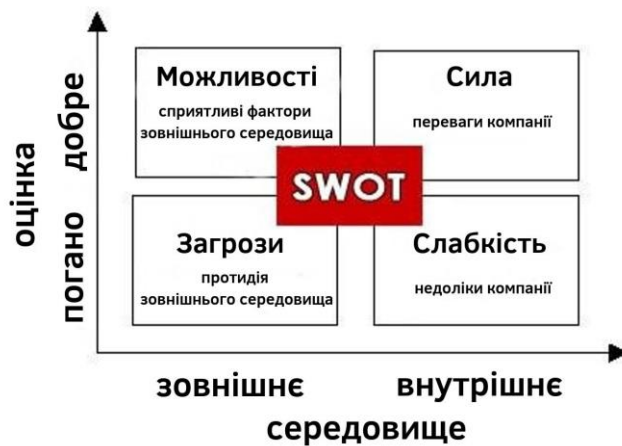 оцінка
добре
погано
Можливості
сприятливі фактори
зовнішнього середовища
Сила
переваги компанії
SWOT
Загрози
протидія
зовнішнього середовища
Слабкість
недоліки компанії
зовнішнє
внутрішнє
середовище